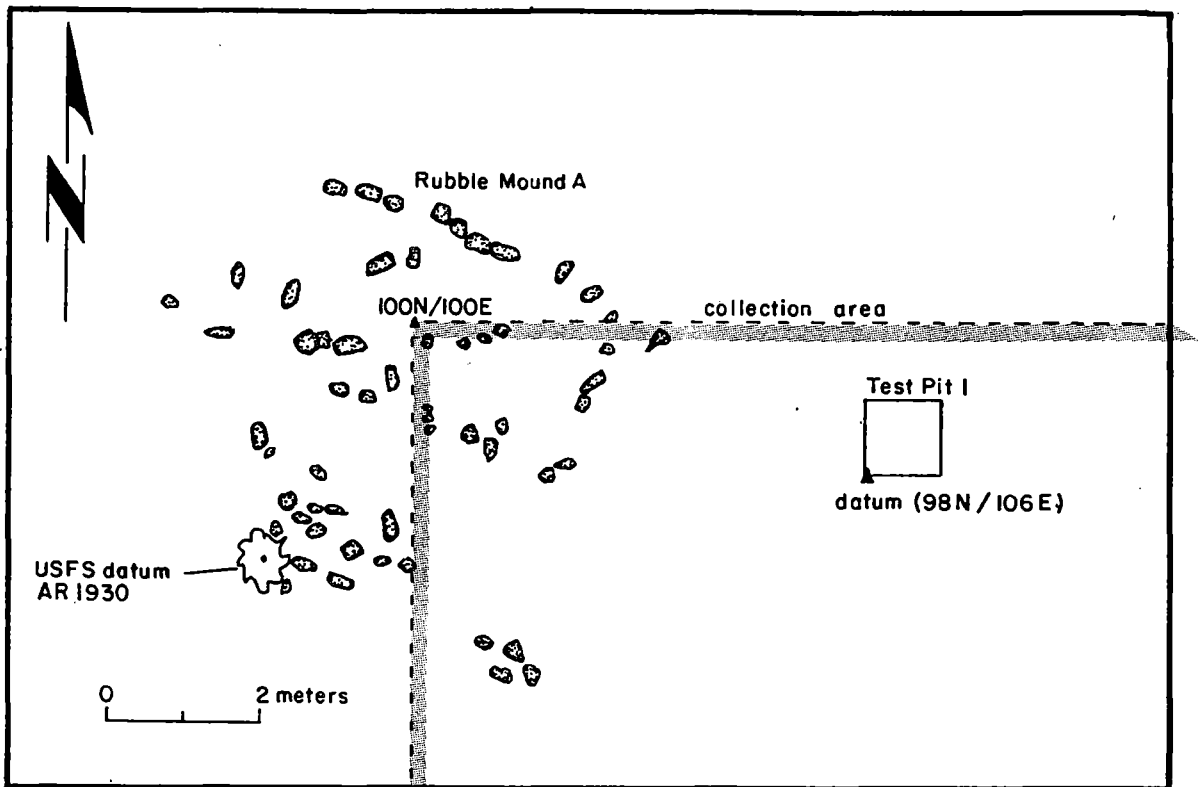 N
Rubble Mound A
100N/100E
collection area
Test Pit 1
datum (98N/106E)
USFS datum
AR 1930
0 2 meters